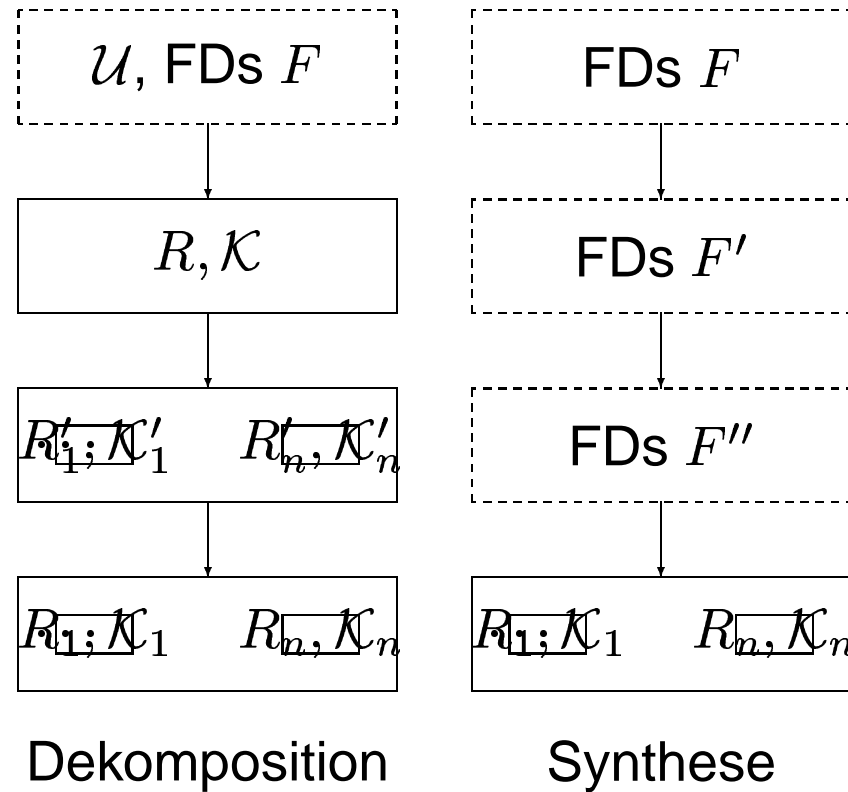 𝒰, FDs F
R, 𝒦
R′₁, 𝒦′₁ ... R′ₙ, 𝒦′ₙ
R₁, 𝒦₁ ... Rₙ, 𝒦ₙ
Dekomposition
FDs F
FDs F′
FDs F′′
R₁, 𝒦₁ ... Rₙ, 𝒦ₙ
Synthese